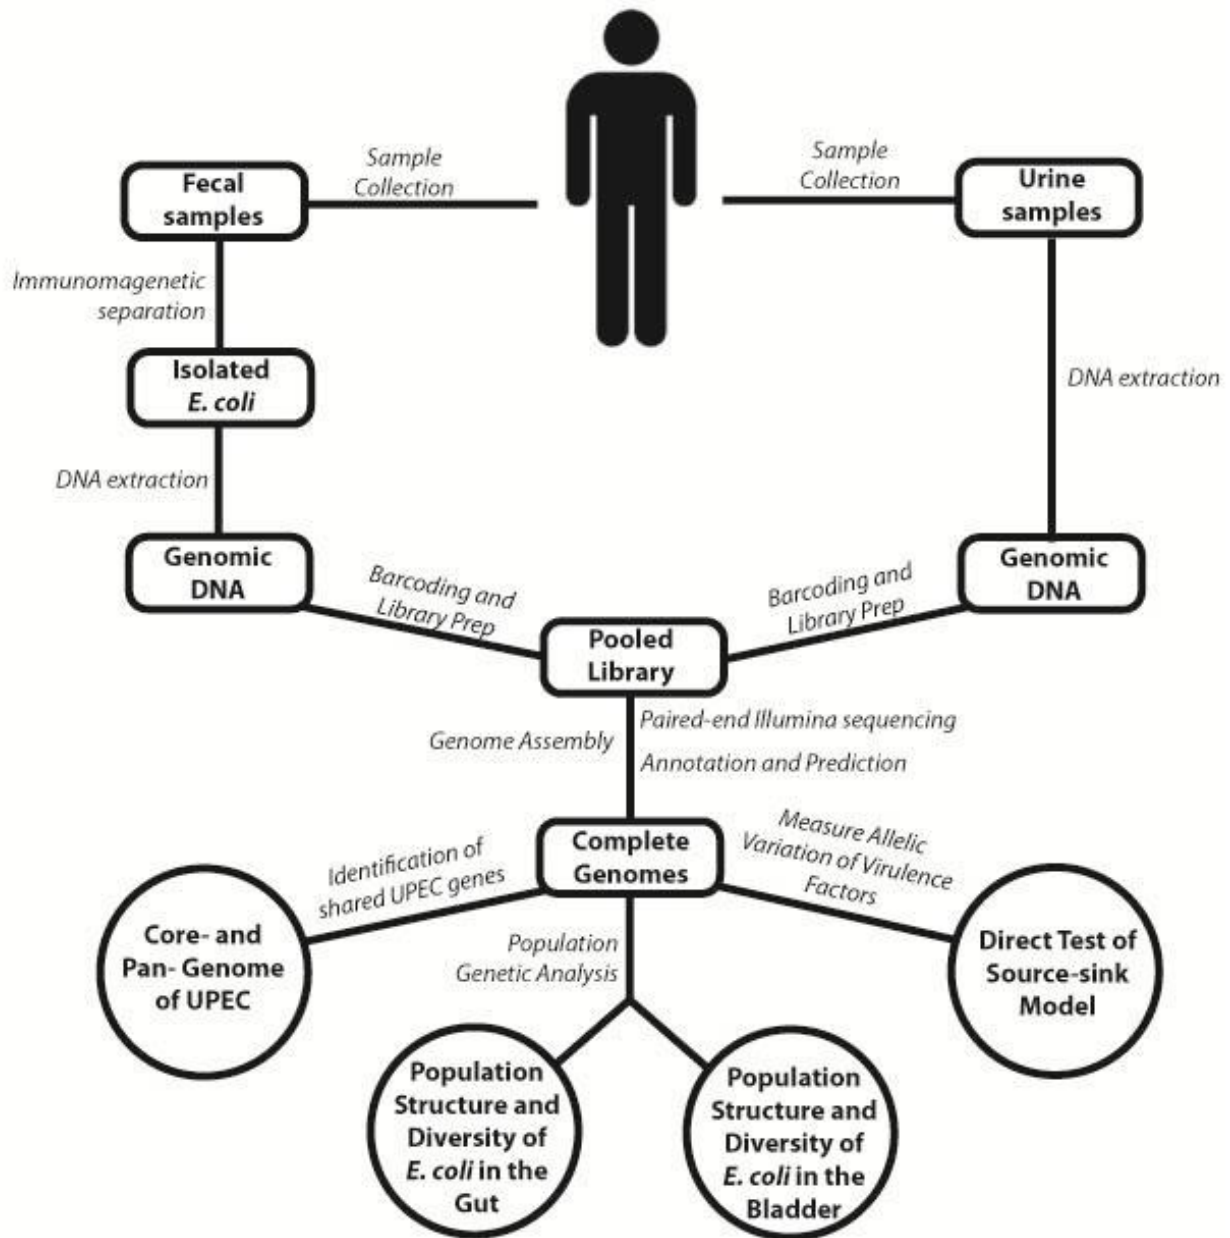 Sample
Collection
Sample
Collection
Fecal
samples
Urine
samples
Immunomagenetic
separation
Isolated
E. coli
DNA extraction
DNA extraction
Genomic
DNA
Genomic
DNA
Barcoding and
Library Prep
Barcoding and
Library Prep
Pooled
Library
Genome Assembly
Paired-end Illumina sequencing
Annotation and Prediction
Complete
Genomes
Identification of
shared UPEC genes
Measure Allelic
Variation of Virulence
Factors
Core- and
Pan- Genome
of UPEC
Population
Genetic Analysis
Direct Test of
Source-sink
Model
Population
Structure and
Diversity of
E. coli in the
Gut
Population
Structure and
Diversity of
E. coli in the
Bladder